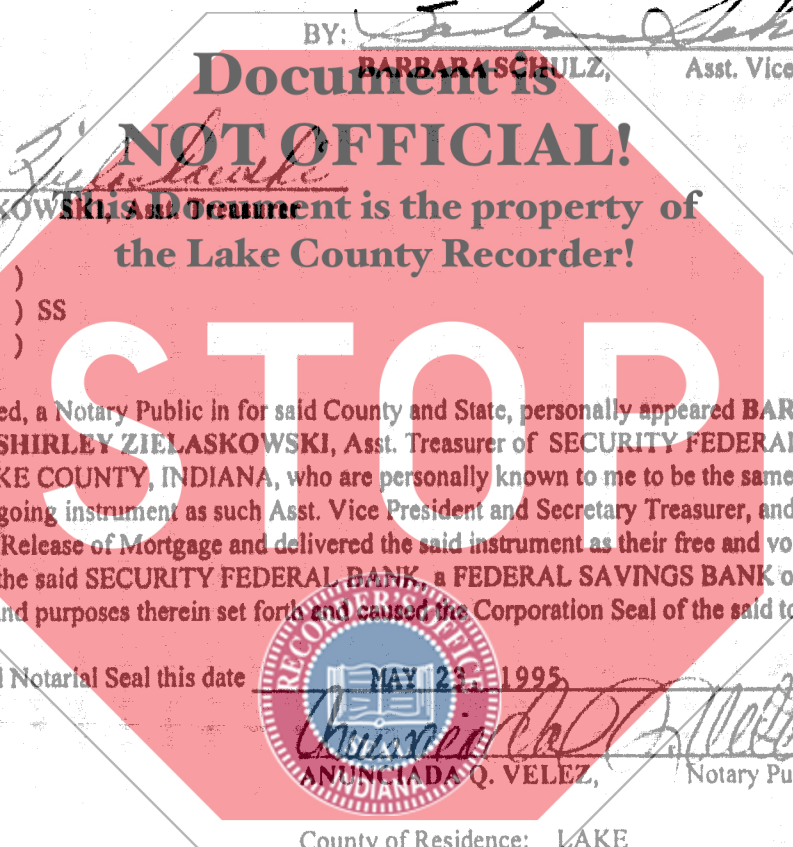 BY:
BARBARA SCHULZ, Asst. Vice
Document is
NOT OFFICIAL!
KOWSKI, Asst. Treasurer
This Document is the property of
the Lake County Recorder!
)
) SS
)
STOP
ed, a Notary Public in for said County and State, personally appeared BAR
SHIRLEY ZIELASKOWSKI, Asst. Treasurer of SECURITY FEDERAL
KE COUNTY, INDIANA, who are personally known to me to be the same
going instrument as such Asst. Vice President and Secretary Treasurer, and
Release of Mortgage and delivered the said instrument as their free and vo
the said SECURITY FEDERAL BANK, a FEDERAL SAVINGS BANK o
nd purposes therein set forth and caused the Corporation Seal of the said to
l Notarial Seal this date MAY 1995
RECORDER'S OFFICE
INDIANA
ANUNCIADA Q. VELEZ, Notary Pu
County of Residence: LAKE